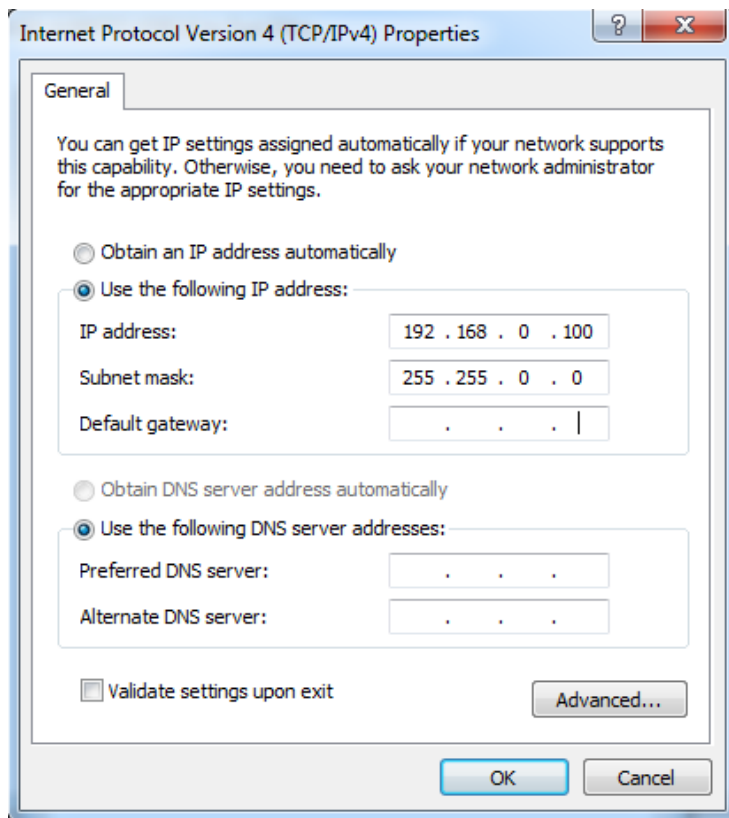 Internet Protocol Version 4 (TCP/IPv4) Properties
?
X
General
You can get IP settings assigned automatically if your network supports
this capability. Otherwise, you need to ask your network administrator
for the appropriate IP settings.
Obtain an IP address automatically
Use the following IP address:
IP address: 192 . 168 . 0 . 100
Subnet mask: 255 . 255 . 0 . 0
Default gateway: . . .
Obtain DNS server address automatically
Use the following DNS server addresses:
Preferred DNS server: . . .
Alternate DNS server: . . .
Validate settings upon exit
Advanced...
OK Cancel